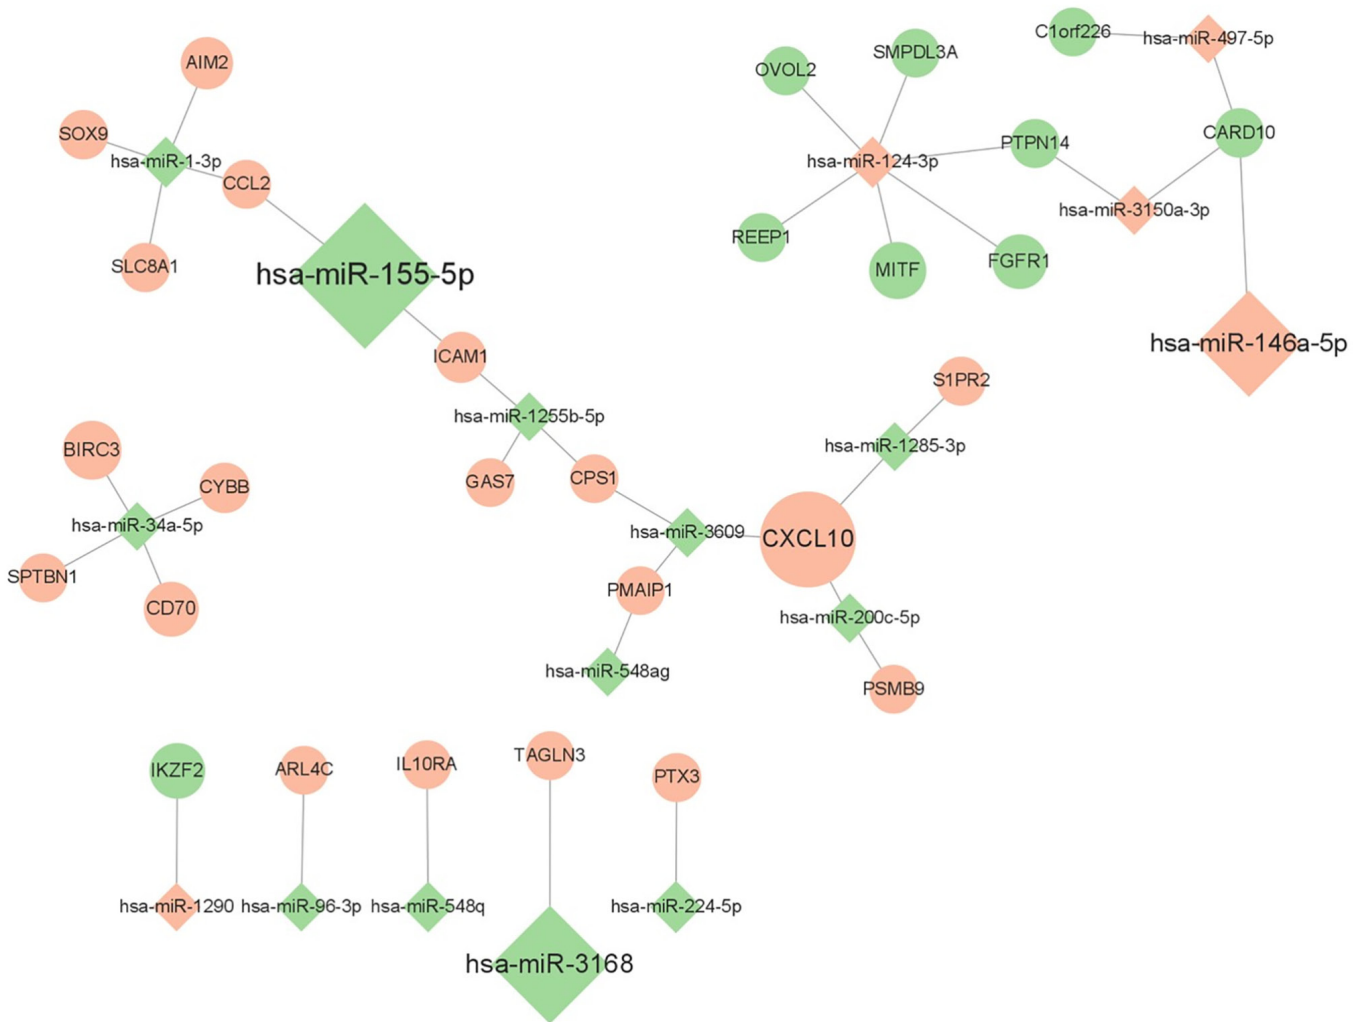 C1orf226
hsa-miR-497-5p
SMPDL3A
AIM2
OVOL2
SOX9
CARD10
PTPN14
hsa-miR-1-3p
hsa-miR-124-3p
CCL2
hsa-miR-3150a-3p
REEP1
SLC8A1
hsa-miR-155-5p
MITF
FGFR1
hsa-miR-146a-5p
ICAM1
S1PR2
hsa-miR-1255b-5p
hsa-miR-1285-3p
BIRC3
CYBB
GAS7
CPS1
hsa-miR-34a-5p
hsa-miR-3609
CXCL10
SPTBN1
PMAIP1
CD70
hsa-miR-200c-5p
hsa-miR-548ag
PSMB9
IKZF2
ARL4C
IL10RA
TAGLN3
PTX3
hsa-miR-1290
hsa-miR-96-3p
hsa-miR-548q
hsa-miR-224-5p
hsa-miR-3168